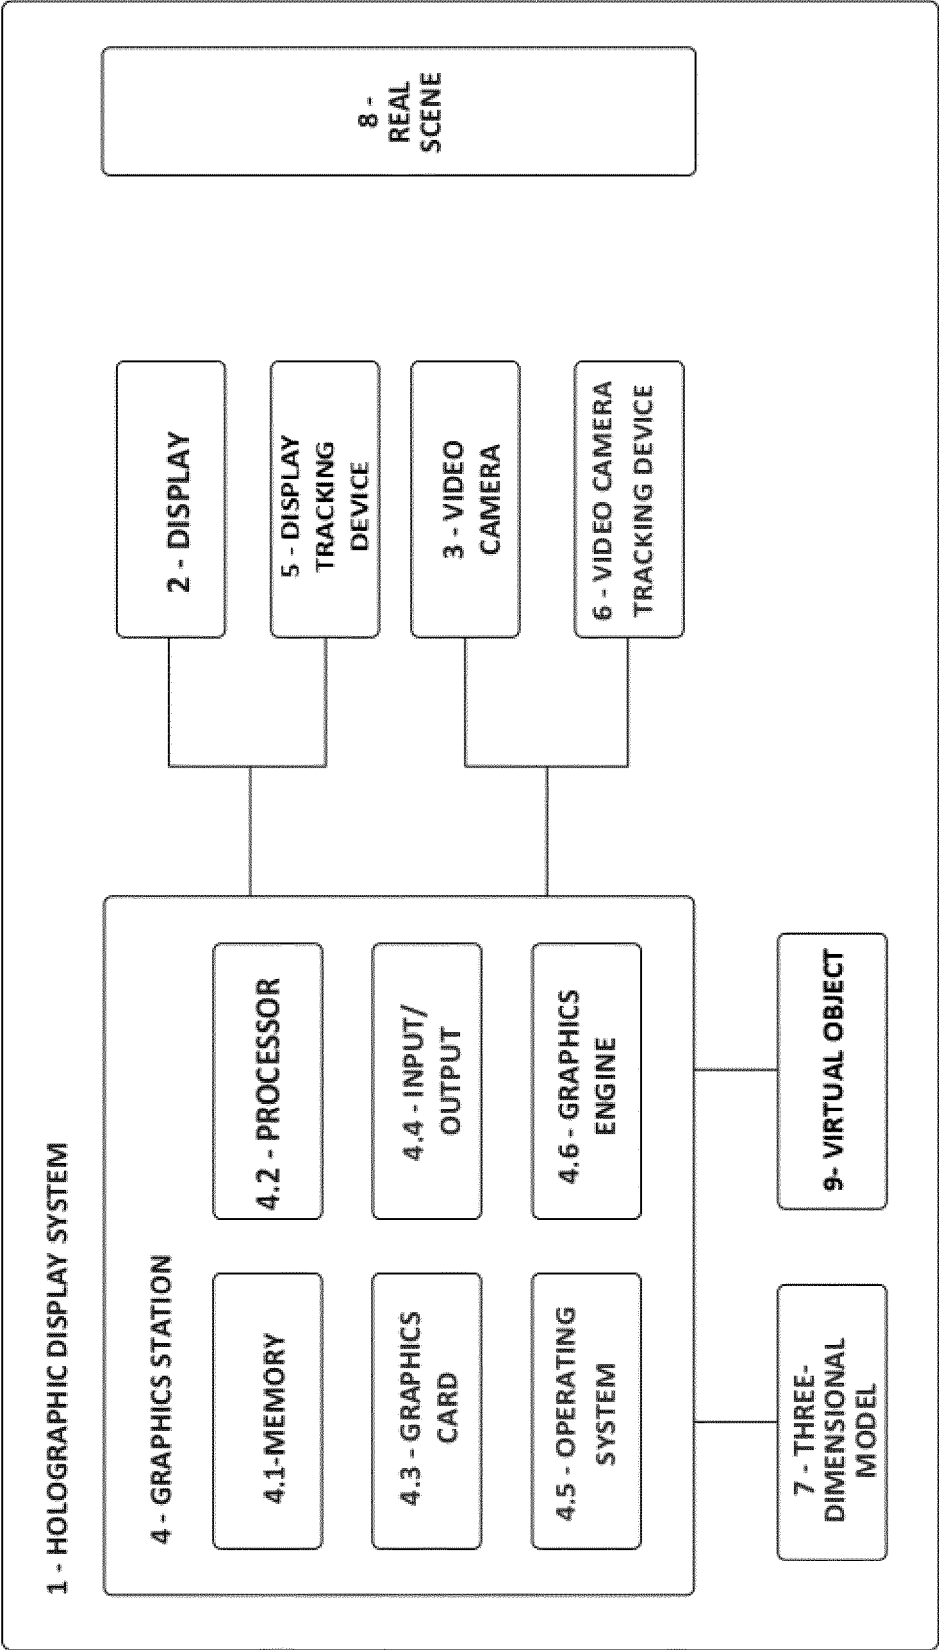 1 - HOLOGRAPHIC DISPLAY SYSTEM
4 - GRAPHICS STATION
4.1-MEMORY
4.2 - PROCESSOR
4.3 - GRAPHICS
CARD
4.4 - INPUT/
OUTPUT
4.5 - OPERATING
SYSTEM
4.6 - GRAPHICS
ENGINE
2 - DISPLAY
5 - DISPLAY
TRACKING
DEVICE
3 - VIDEO
CAMERA
6 - VIDEO CAMERA
TRACKING DEVICE
8 -
REAL
SCENE
7 - THREE-
DIMENSIONAL
MODEL
9- VIRTUAL OBJECT